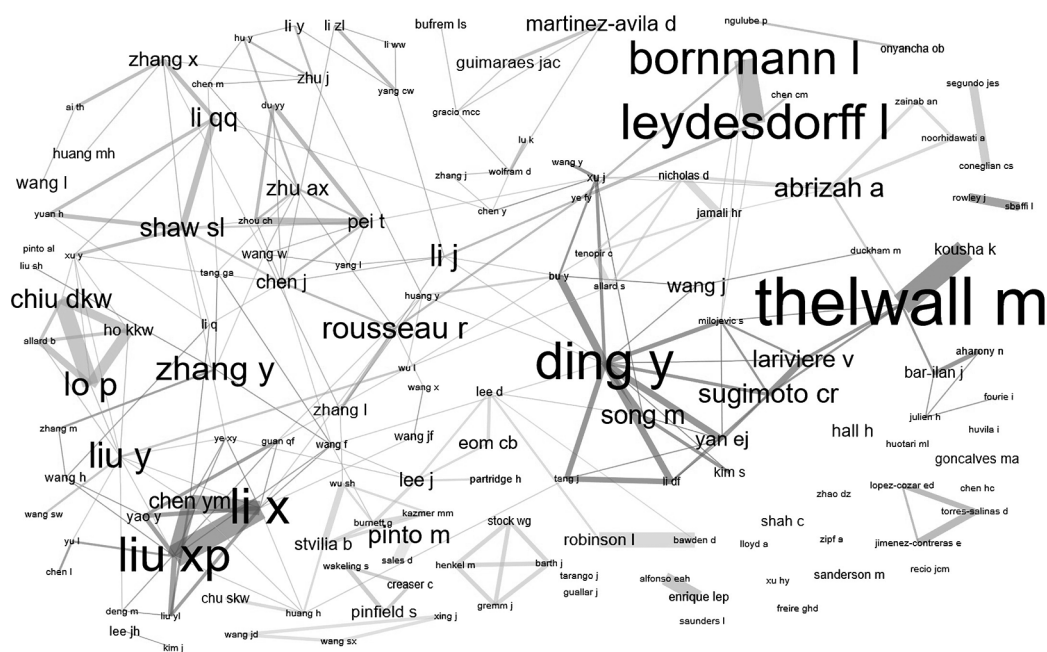 martinez-avila d
ngulube p
bufrem ls
li y
li zl
hu y
li ww
onyancha ob
bornmann l
zhang x
guimaraes jac
zhu j
chen m
yang cw
segundo jes
chen cm
zainab an
ai th
du yy
gracio mcc
li qq
leydesdorff l
noorhidawati a
lu k
huang mh
wang y
coneglian cs
wolfram d
zhang j
xu j
nicholas d
wang l
zhu ax
abrizah a
ye fy
rowley j
sbaffi l
yuan h
chen y
jamali hr
zhou ch
pei t
shaw sl
pinto sl
xu y
wang w
li j
tenopir c
duckham m
kousha k
liu sh
yang l
tang ga
chen j
bu y
allard s
wang j
chiu dkw
huang y
thelwall m
li q
ho kkw
rousseau r
milojevic s
allard b
aharony n
ding y
lariviere v
zhang y
wu l
bar-ilan j
lo p
wang x
lee d
sugimoto cr
fourie i
zhang l
song m
julien h
zhang m
wang jf
hall h
huvila i
ye xy
guan qf
wang f
eom cb
yan ej
huotari ml
liu y
goncalves ma
wang h
kim s
lee j
partridge h
tang j
li df
wu sh
lopez-cozar ed
chen hc
zhao dz
chen ym
li x
wang sw
yao y
kazmer mm
torres-salinas d
burnett g
stock wg
shah c
pinto m
robinson l
bawden d
lloyd a
zipf a
jimenez-contreras e
yu l
stvilia b
liu xp
sales d
wakeling s
henkel m
barth j
chen l
tarango j
alfonso eah
xu hy
sanderson m
recio jcm
creaser c
guallar j
chu skw
enrique lep
gremm j
freire ghd
deng m
liu yl
huang h
pinfield s
xing j
saunders l
lee jh
wang jd
wang sx
kim j